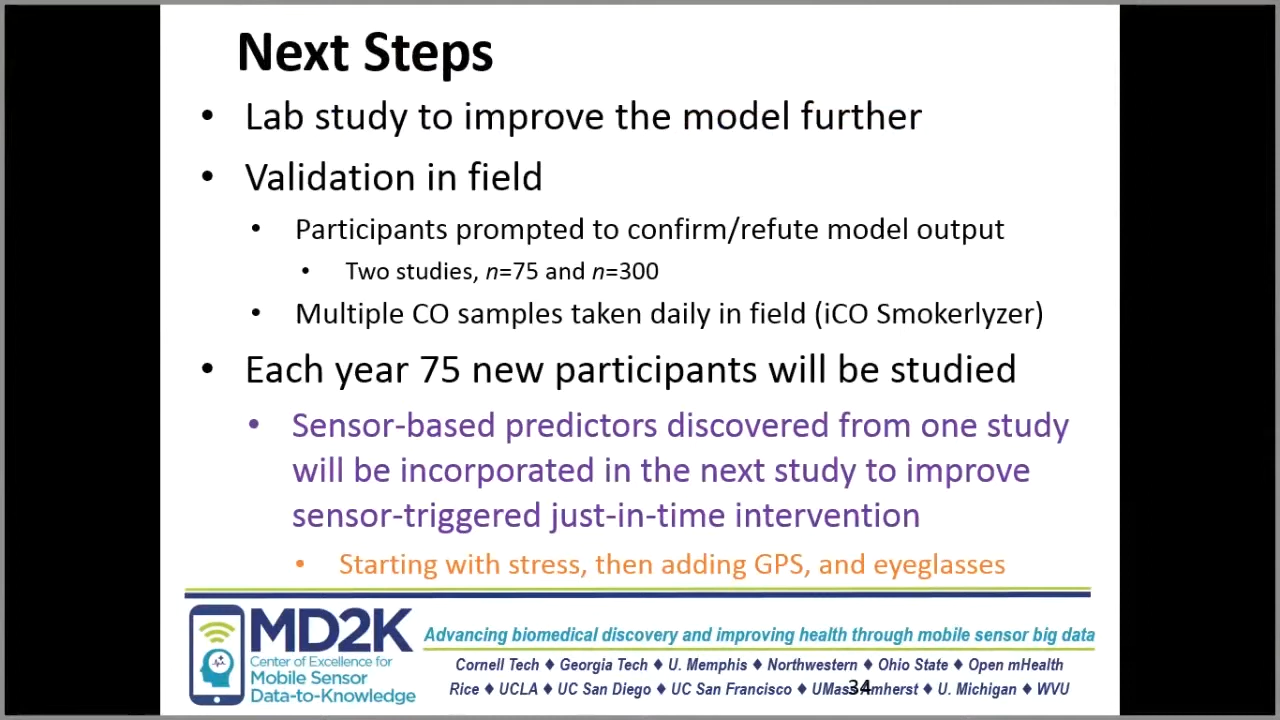 Next Steps
• Lab study to improve the model further
• Validation in field
• Participants prompted to confirm/refute model output
• Two studies, n=75 and n=300
• Multiple CO samples taken daily in field (iCO Smokerlyzer)
• Each year 75 new participants will be studied
• Sensor-based predictors discovered from one study
will be incorporated in the next study to improve
sensor-triggered just-in-time intervention
• Starting with stress, then adding GPS, and eyeglasses
MD2K
Center of Excellence for
Mobile Sensor
Data-to-Knowledge
Advancing biomedical discovery and improving health through mobile sensor big data
Cornell Tech ♦ Georgia Tech ♦ U. Memphis ♦ Northwestern ♦ Ohio State ♦ Open mHealth
Rice ♦ UCLA ♦ UC San Diego ♦ UC San Francisco ♦ UMass Amherst ♦ U. Michigan ♦ WVU
34